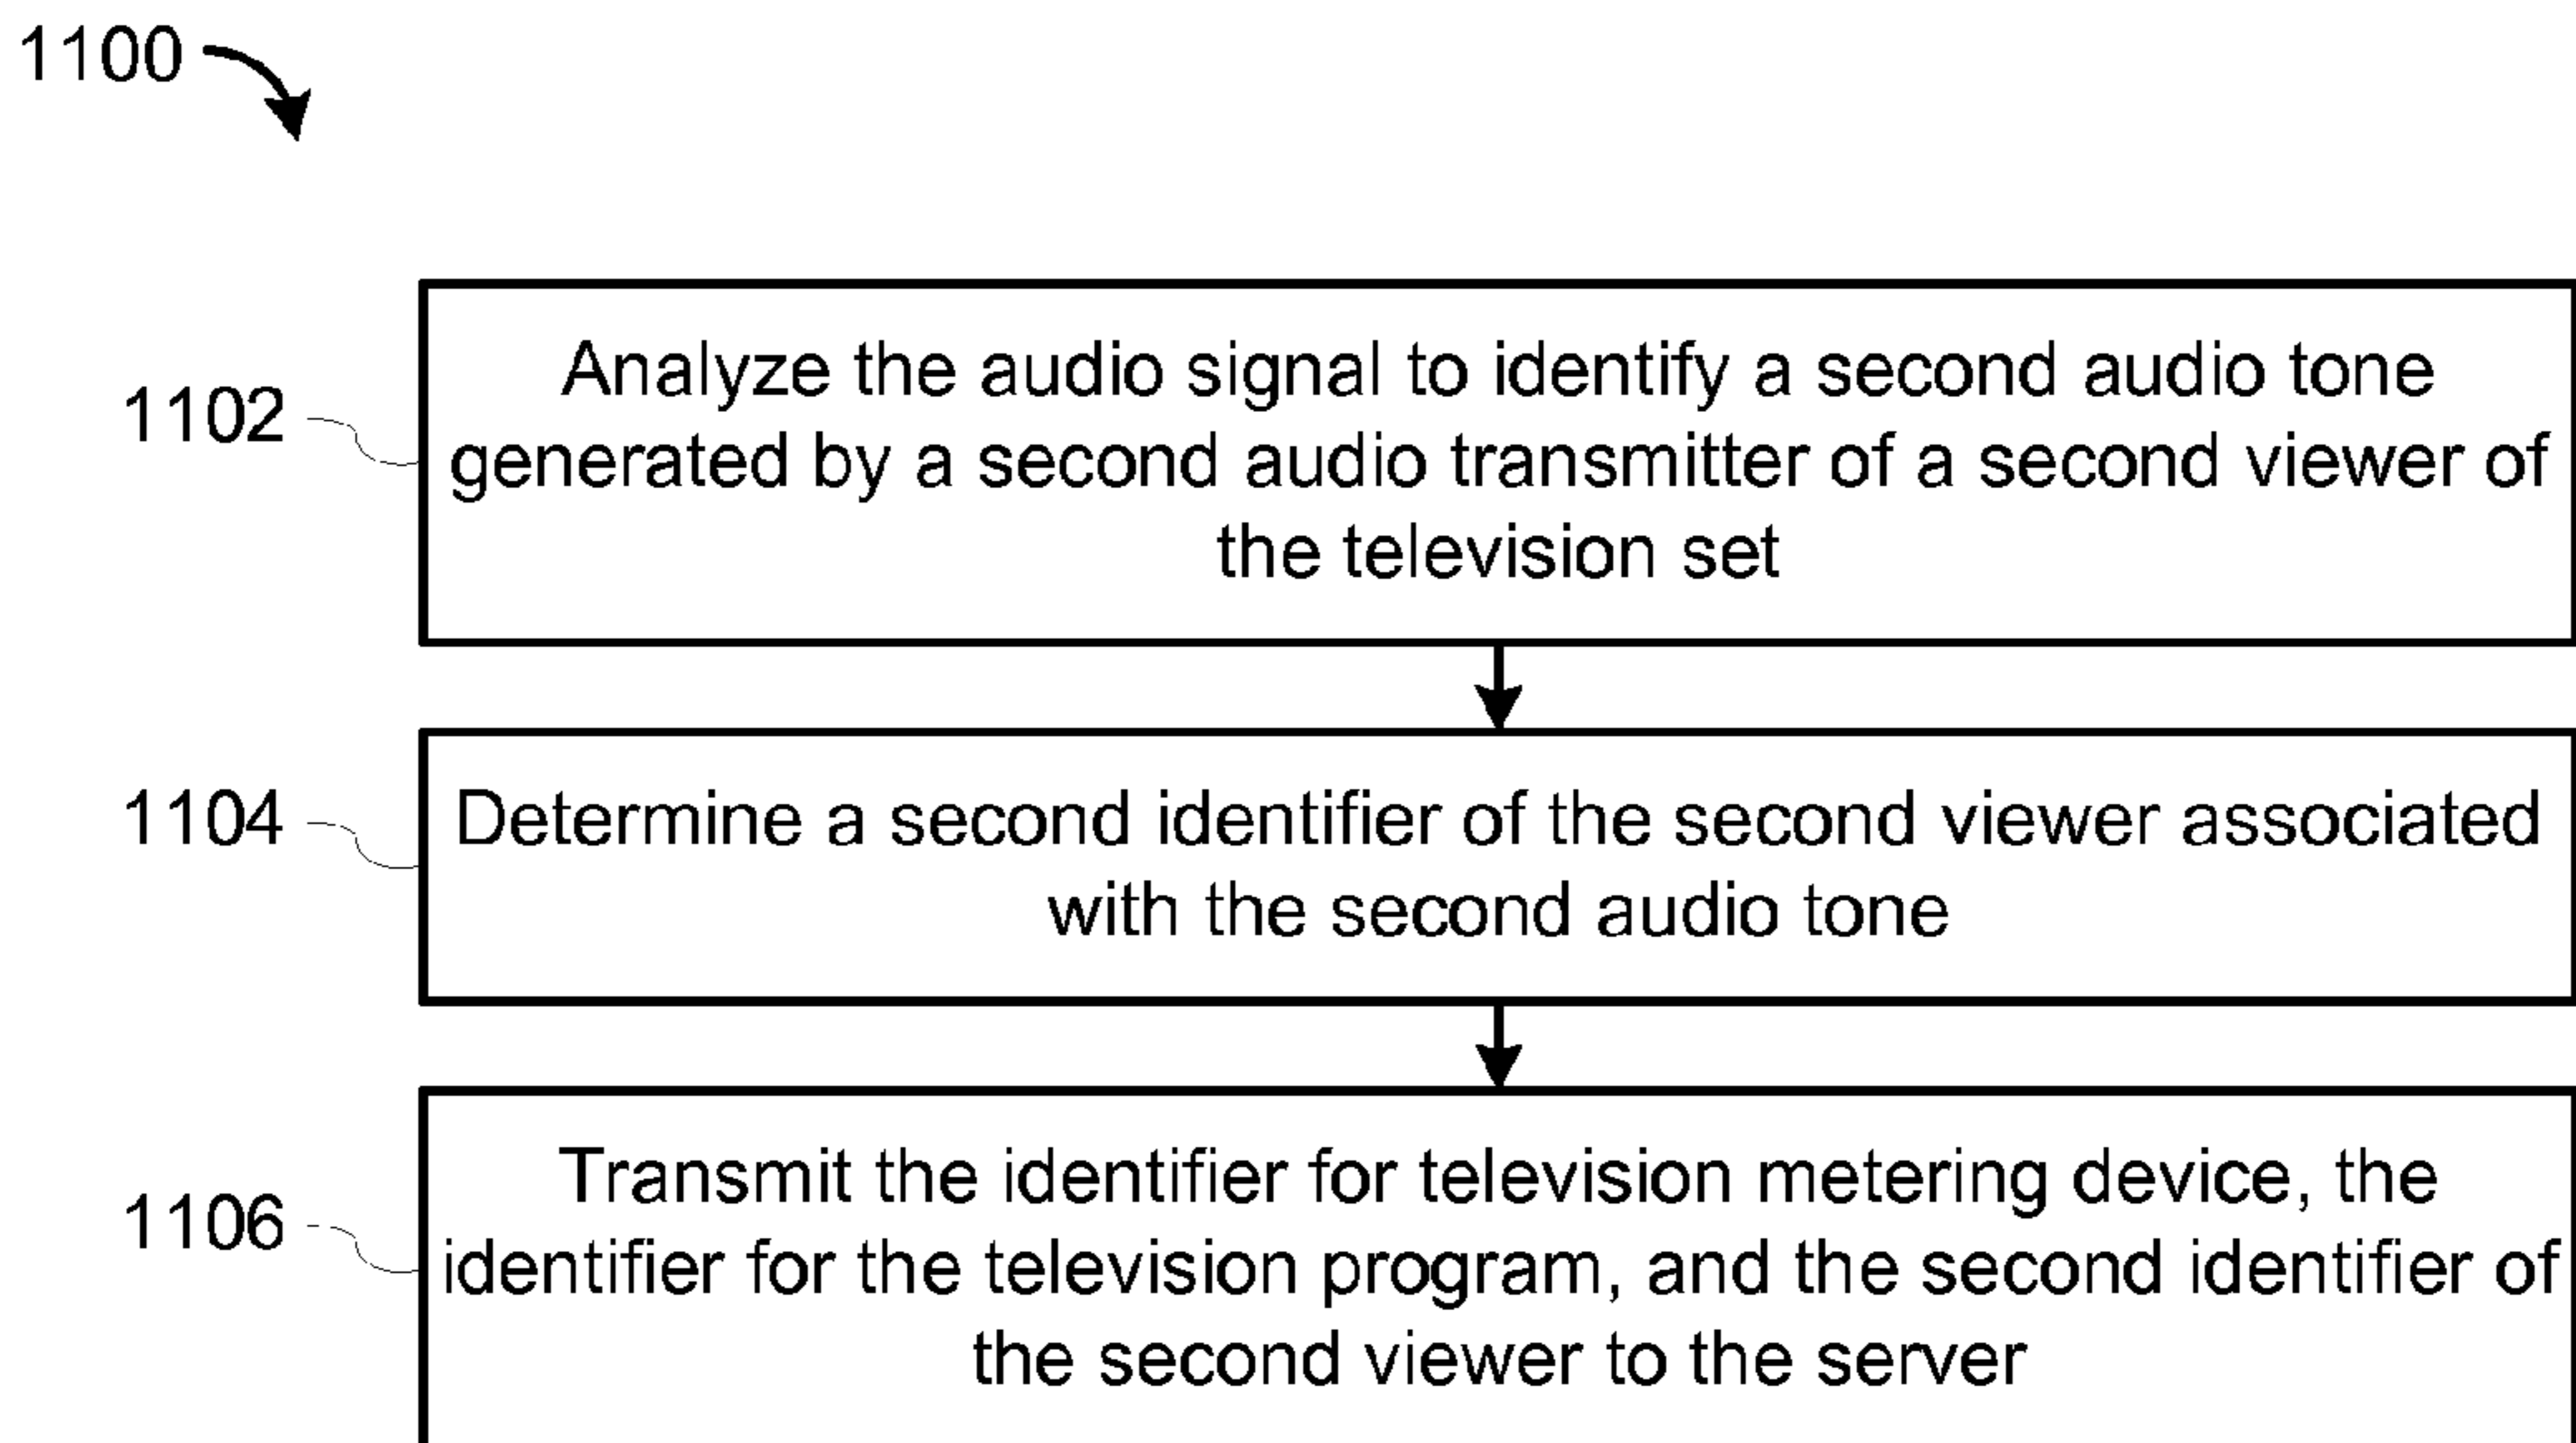 1100
1102
Analyze the audio signal to identify a second audio tone
generated by a second audio transmitter of a second viewer of
the television set
1104
Determine a second identifier of the second viewer associated
with the second audio tone
1106
Transmit the identifier for television metering device, the
identifier for the television program, and the second identifier of
the second viewer to the server